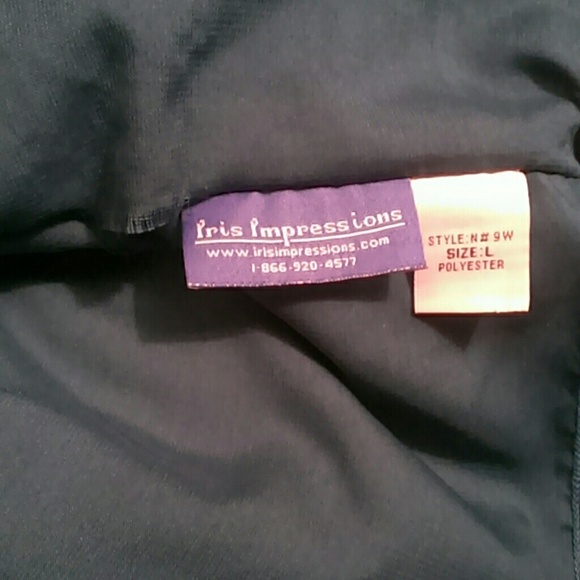 Iris Impressions
www.irisimpressions.com
1-866-920-4577
STYLE:N# 9W
SIZE:L
POLYESTER